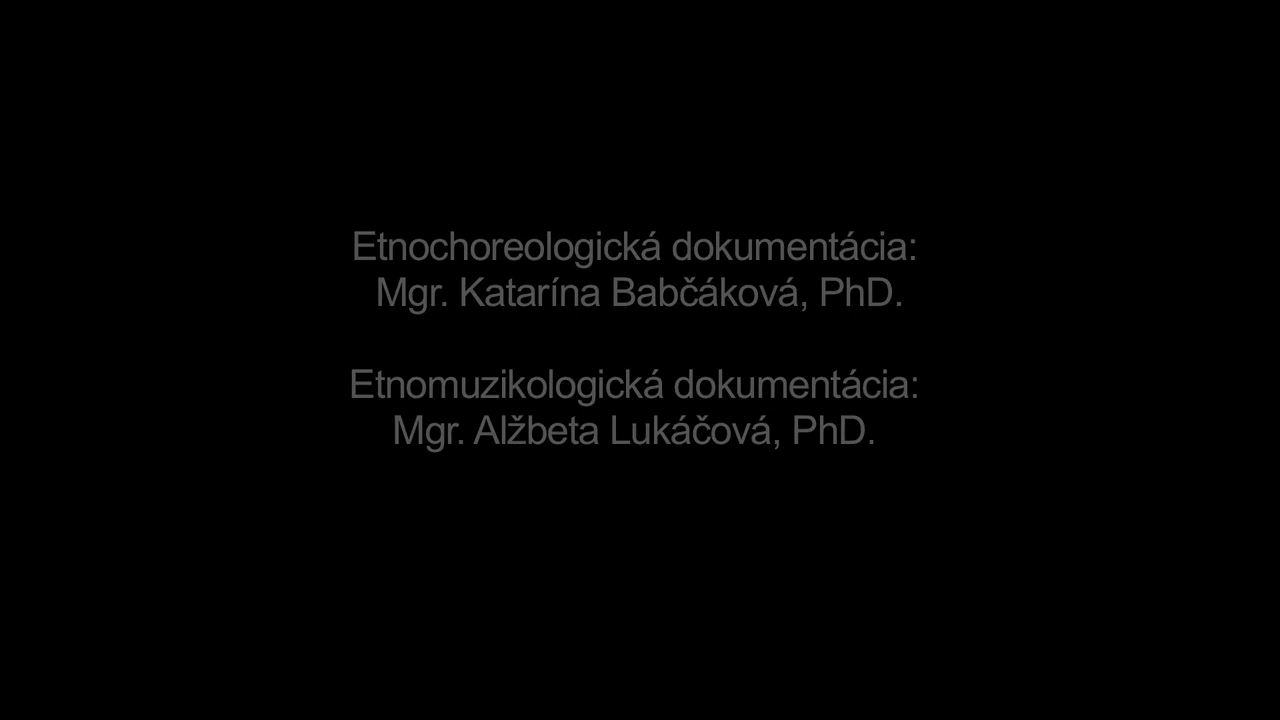 Etnochoreologická dokumentácia:
Mgr. Katarína Babčáková, PhD.
Etnomuzikologická dokumentácia:
Mgr. Alžbeta Lukáčová, PhD.